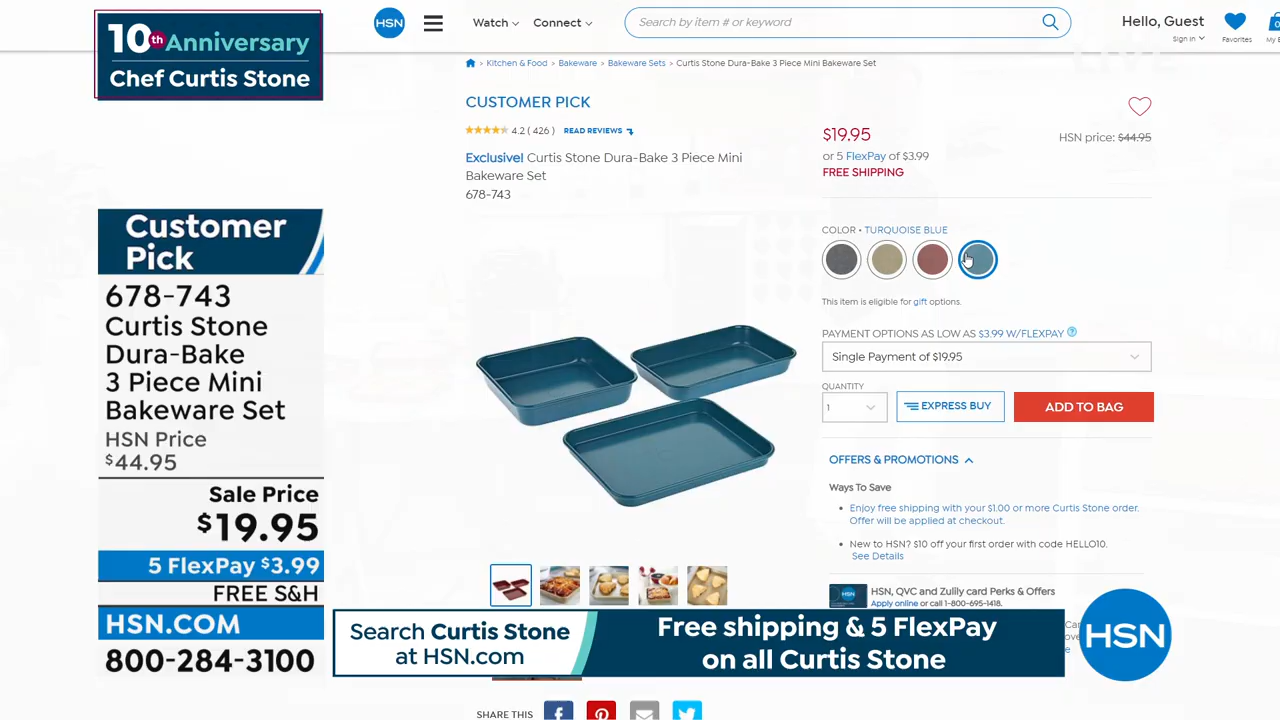 10th Anniversary
Chef Curtis Stone
HSN
Watch
Connect
Search by item # or keyword
Hello, Guest
Sign In
Favorites
LIVE
> Kitchen & Food > Bakeware > Bakeware Sets > Curtis Stone Dura-Bake 3 Piece Mini Bakeware Set
CUSTOMER PICK
4.2 ( 426 ) READ REVIEWS
Exclusive! Curtis Stone Dura-Bake 3 Piece Mini
Bakeware Set
678-743
$19.95
HSN price: $44.95
or 5 FlexPay of $3.99
FREE SHIPPING
COLOR • TURQUOISE BLUE
This item is eligible for gift options.
PAYMENT OPTIONS AS LOW AS $3.99 W/FLEXPAY ?
Single Payment of $19.95
QUANTITY
1
EXPRESS BUY
ADD TO BAG
OFFERS & PROMOTIONS
Ways To Save
• Enjoy free shipping with your $1.00 or more Curtis Stone order.
Offer will be applied at checkout.
• New to HSN? $10 off your first order with code HELLO10.
See Details
HSN, QVC and Zulily card Perks & Offers
Apply online or call 1-800-695-1418.
SHARE THIS
Customer
Pick
678-743
Curtis Stone
Dura-Bake
3 Piece Mini
Bakeware Set
HSN Price
$44.95
Sale Price
$19.95
5 FlexPay $3.99
FREE S&H
HSN.COM
800-284-3100
Search Curtis Stone
at HSN.com
Free shipping & 5 FlexPay
on all Curtis Stone
HSN